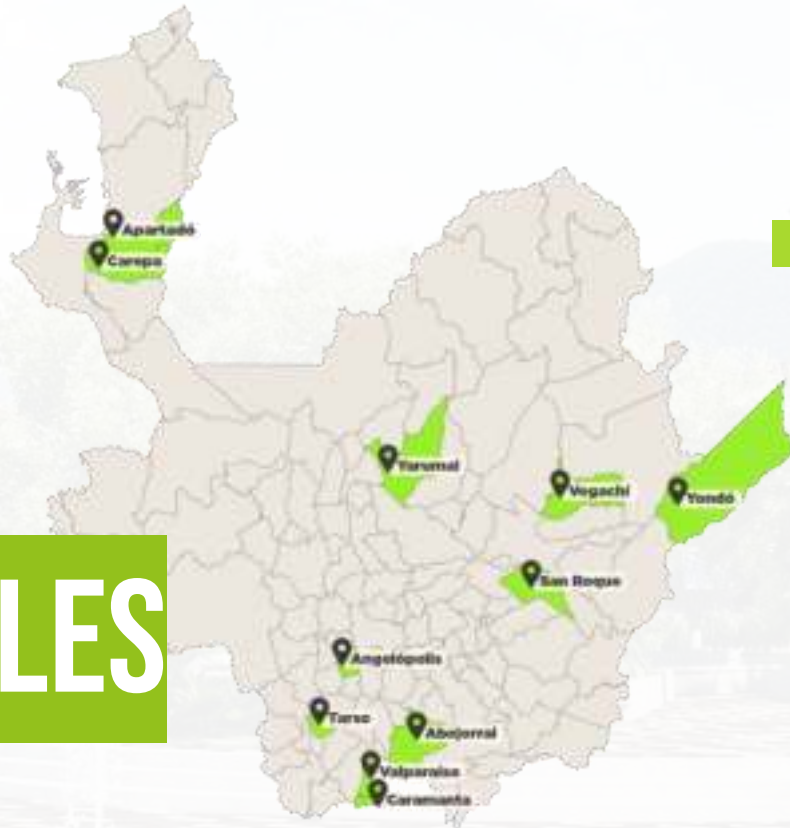 Apartadó
Carepa
Yarumal
Vegachí
Yondó
San Roque
LES
Angelópolis
Tarso
Abejorral
Valparaíso
Caramanta